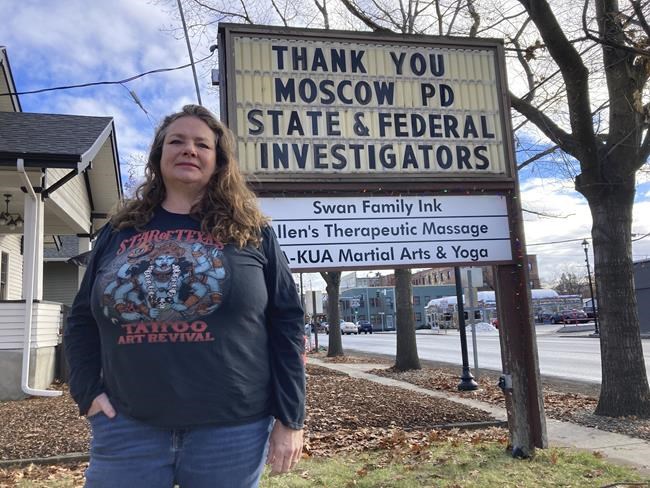 THANK YOU
MOSCOW PD
STATE & FEDERAL
INVESTIGATORS
Swan Family Ink
Allen's Therapeutic Massage
A-KUA Martial Arts & Yoga
STAR OF TEXAS
TATTOO
ART REVIVAL